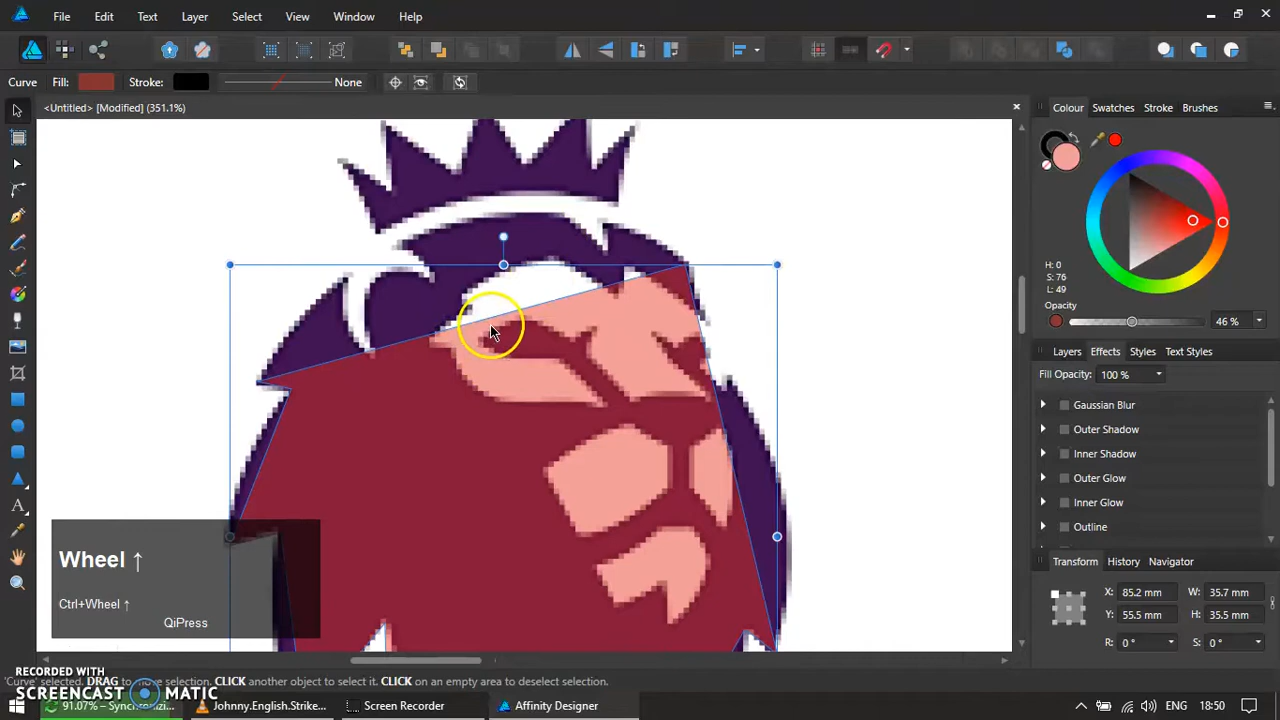 File Edit Text Layer Select View Window Help
Curve Fill: Stroke: None
<Untitled> [Modified] (351.1%)
Colour Swatches Stroke Brushes
H: 0
S: 76
L: 49
Opacity
46 %
Layers Effects Styles Text Styles
Fill Opacity: 100 %
Gaussian Blur
Outer Shadow
Inner Shadow
Outer Glow
Inner Glow
Outline
Transform History Navigator
X: 85.2 mm W: 35.7 mm
Y: 55.5 mm H: 35.5 mm
R: 0 ° S: 0 °
Wheel ↑
Ctrl+Wheel ↑
QiPress
'Curve' selected. DRAG to move selection. CLICK another object to select it. CLICK on an empty area to deselect selection.
RECORDED WITH
SCREENCAST MATIC
91.07% – Synchronizi... Johnny.English.Strike... Screen Recorder Affinity Designer 18:50